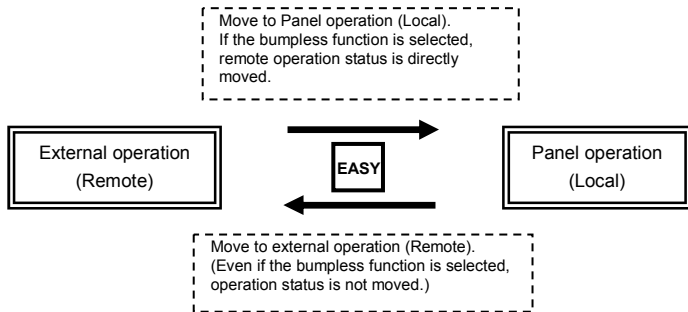 Move to Panel operation (Local).
If the bumpless function is selected,
remote operation status is directly
moved.
External operation
(Remote)
EASY
Panel operation
(Local)
Move to external operation (Remote).
(Even if the bumpless function is selected,
operation status is not moved.)